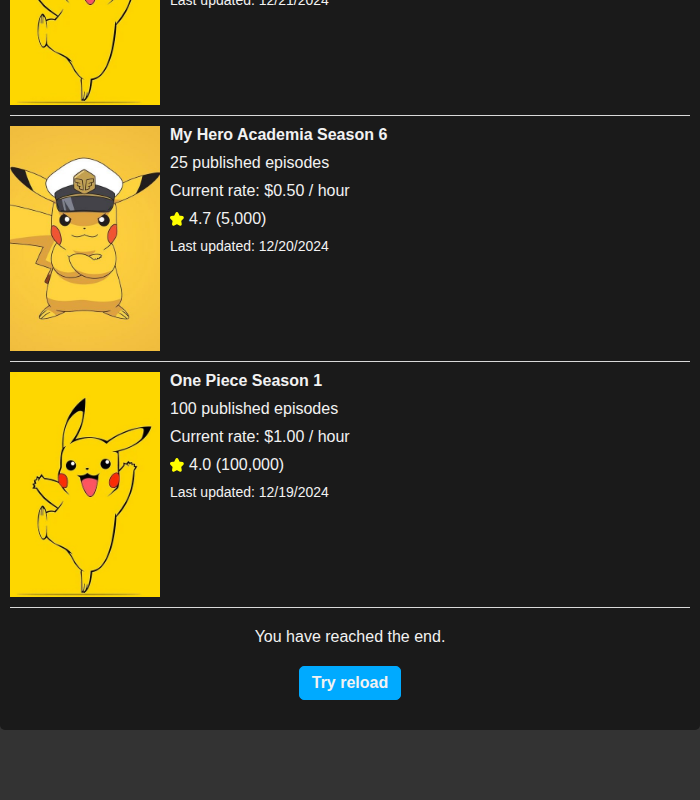 Last updated: 12/21/2024
My Hero Academia Season 6
25 published episodes
Current rate: $0.50 / hour
4.7 (5,000)
Last updated: 12/20/2024
One Piece Season 1
100 published episodes
Current rate: $1.00 / hour
4.0 (100,000)
Last updated: 12/19/2024
You have reached the end.
Try reload